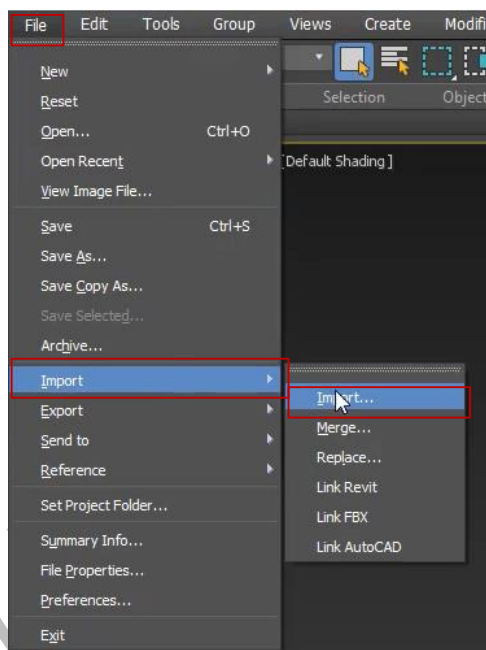 File Edit Tools Group Views Create Modifi
Selection Object
[Default Shading ]
New
Reset
Open... Ctrl+O
Open Recent
View Image File...
Save Ctrl+S
Save As...
Save Copy As...
Save Selected...
Archive...
Import
Export
Send to
Reference
Set Project Folder...
Summary Info...
File Properties...
Preferences...
Exit
Import...
Merge...
Replace...
Link Revit
Link FBX
Link AutoCAD